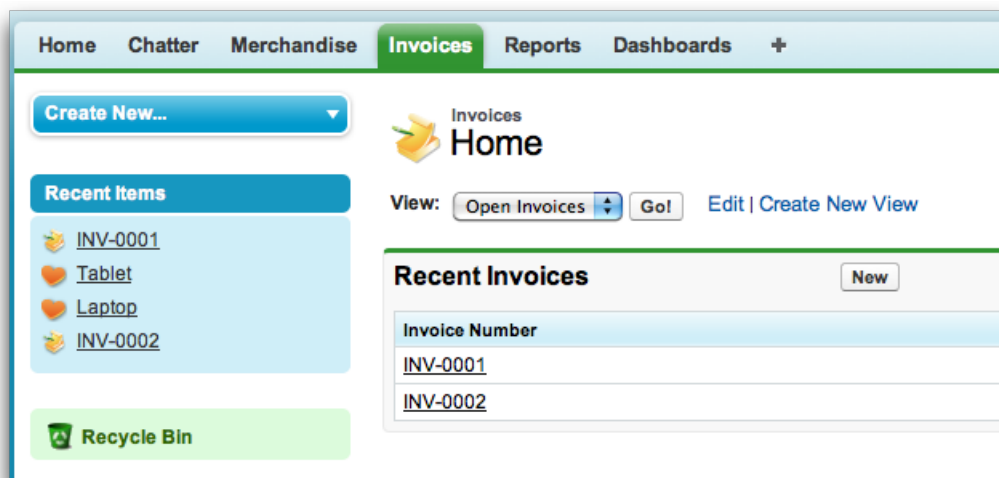 Home Chatter Merchandise Invoices Reports Dashboards +
Create New...
Recent Items
INV-0001
Tablet
Laptop
INV-0002
Recycle Bin
Invoices
Home
View: Open Invoices Go! Edit | Create New View
Recent Invoices New
Invoice Number
INV-0001
INV-0002